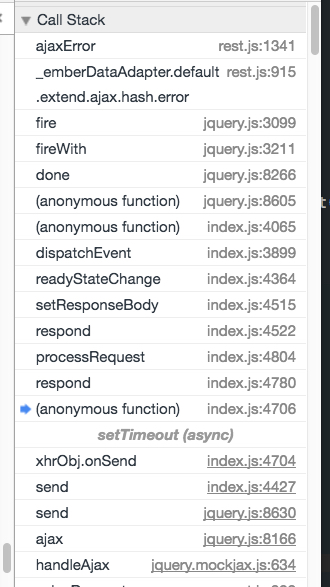 Call Stack
ajaxError rest.js:1341
_emberDataAdapter.default rest.js:915
.extend.ajax.hash.error
fire jquery.js:3099
fireWith jquery.js:3211
done jquery.js:8266
(anonymous function) jquery.js:8605
(anonymous function) index.js:4065
dispatchEvent index.js:3899
readyStateChange index.js:4364
setResponseBody index.js:4515
respond index.js:4522
processRequest index.js:4804
respond index.js:4780
(anonymous function) index.js:4706
setTimeout (async)
xhrObj.onSend index.js:4704
send index.js:4427
send jquery.js:8630
ajax jquery.js:8166
handleAjax jquery.mockjax.js:634